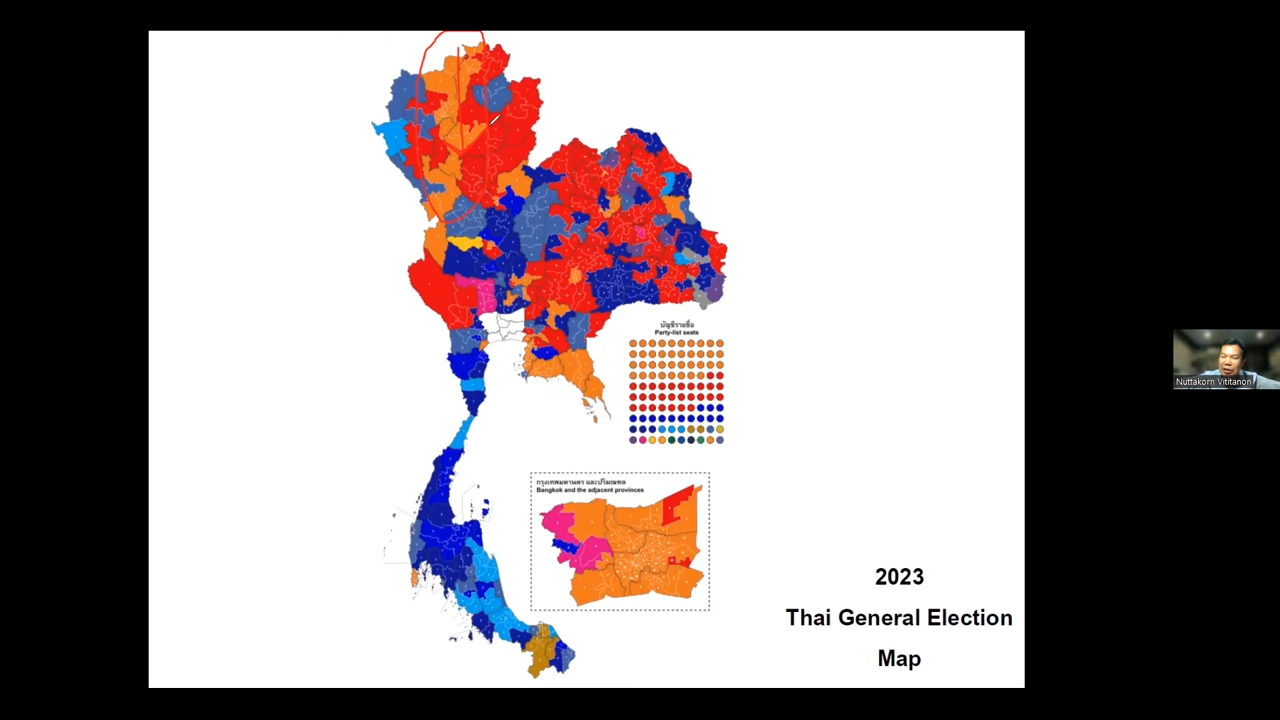 บัญชีรายชื่อ
Party-list seats
กรุงเทพมหานคร และปริมณฑล
Bangkok and the adjacent provinces
Nuttakorn Vititanon
2023
Thai General Election
Map